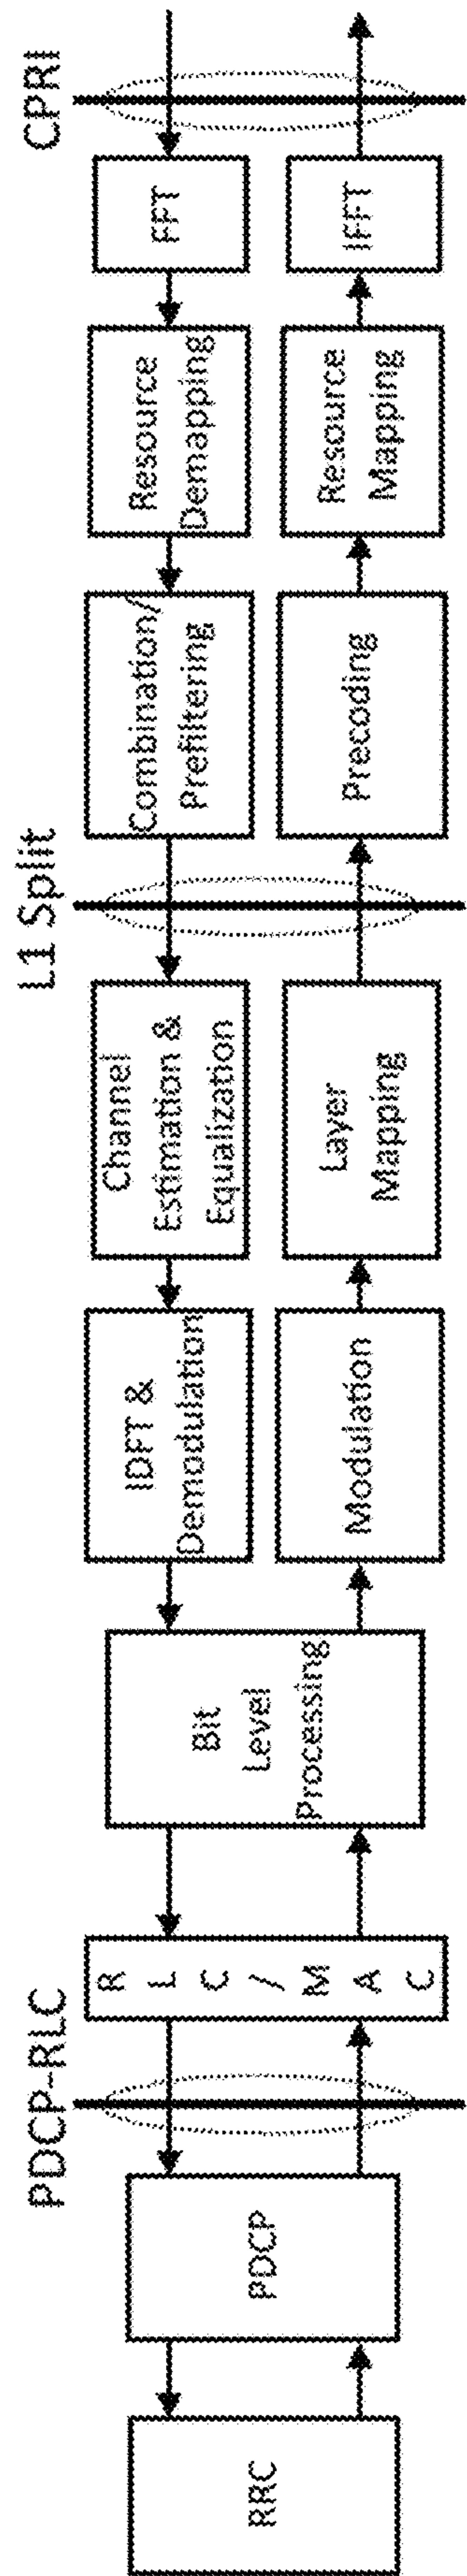 PDCP-RLC
L1 Split
CPRI
RRC
PDCP
R
L
C
/
M
A
C
Bit
Level
Processing
IDFT &
Demodulation
Channel
Estimation &
Equalization
Combination/
Prefiltering
Resource
Demapping
FFT
Modulation
Layer
Mapping
Precoding
Resource
Mapping
IFFT